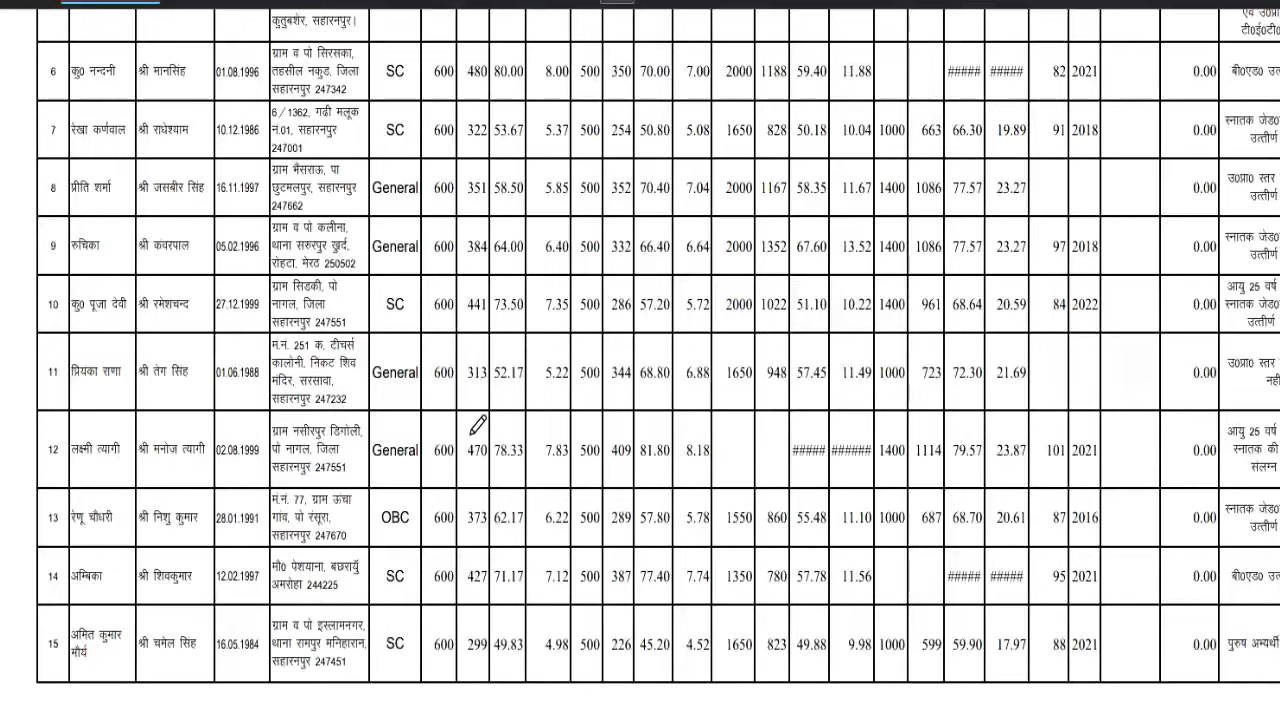 कुतुबशेर, सहारनपुर।
6 कु0 नन्दनी श्री मानसिंह 01.08.1996 ग्राम व पो सिरसका, तहसील नकुड, जिला सहारनपुर 247342 SC 600 480 80.00 8.00 500 350 70.00 7.00 2000 1188 59.40 11.88 ##### ##### 82 2021 0.00 बी0एड0
7 रेखा कर्णवाल श्री राधेश्याम 10.12.1986 6/1362, गढी मलूक नं.01, सहारनपुर 247001 SC 600 322 53.67 5.37 500 254 50.80 5.08 1650 828 50.18 10.04 1000 663 66.30 19.89 91 2018 0.00 स्नातक जेड0 उत्तीर्ण
8 प्रीति शर्मा श्री जसबीर सिंह 16.11.1997 ग्राम भैंसराऊ, पा छुटमलपुर, सहारनपुर 247662 General 600 351 58.50 5.85 500 352 70.40 7.04 2000 1167 58.35 11.67 1400 1086 77.57 23.27 0.00 उ0प्रा0 स्तर उत्तीर्ण
9 रुचिका श्री कंवरपाल 05.02.1996 ग्राम व पो कलीना, थाना सरुरपुर खुर्द, रोहटा, मेरठ 250502 General 600 384 64.00 6.40 500 332 66.40 6.64 2000 1352 67.60 13.52 1400 1086 77.57 23.27 97 2018 0.00 स्नातक जेड0 उत्तीर्ण
10 कु0 पूजा देवी श्री रमेशचन्द 27.12.1999 ग्राम सिडकी, पो नागल, जिला सहारनपुर 247551 SC 600 441 73.50 7.35 500 286 57.20 5.72 2000 1022 51.10 10.22 1400 961 68.64 20.59 84 2022 0.00 आयु 25 वर्ष स्नातक जेड0 उत्तीर्ण
11 प्रियका राणा श्री तेग सिंह 01.06.1988 म.नं. 251 क, टीचर्स कालोनी, निकट शिव मंदिर, सरसावा, सहारनपुर 247232 General 600 313 52.17 5.22 500 344 68.80 6.88 1650 948 57.45 11.49 1000 723 72.30 21.69 0.00 उ0प्रा0 स्तर
12 लक्ष्मी त्यागी श्री मनोज त्यागी 02.08.1999 ग्राम नसीरपुर डिगोली, पो नागल, जिला सहारनपुर 247551 General 600 470 78.33 7.83 500 409 81.80 8.18 ##### ###### 1400 1114 79.57 23.87 101 2021 0.00 आयु 25 वर्ष स्नातक की संलग्न
13 रेणू चौधरी श्री निशु कुमार 28.01.1991 मं.नं. 77, ग्राम ऊंचा गांव, पो रंसूरा, सहारनपुर 247670 OBC 600 373 62.17 6.22 500 289 57.80 5.78 1550 860 55.48 11.10 1000 687 68.70 20.61 87 2016 0.00 स्नातक जेड0 उत्तीर्ण
14 अम्बिका श्री शिवकुमार 12.02.1997 मौ0 पेशयाना, बछरायूँ अमरोहा 244225 SC 600 427 71.17 7.12 500 387 77.40 7.74 1350 780 57.78 11.56 ##### ##### 95 2021 0.00 बी0एड0
15 अमित कुमार मौर्य श्री चमेल सिंह 16.05.1984 ग्राम व पो इस्लामनगर, थाना रामपुर मनिहारान, सहारनपुर 247451 SC 600 299 49.83 4.98 500 226 45.20 4.52 1650 823 49.88 9.98 1000 599 59.90 17.97 88 2021 0.00 पुरुष